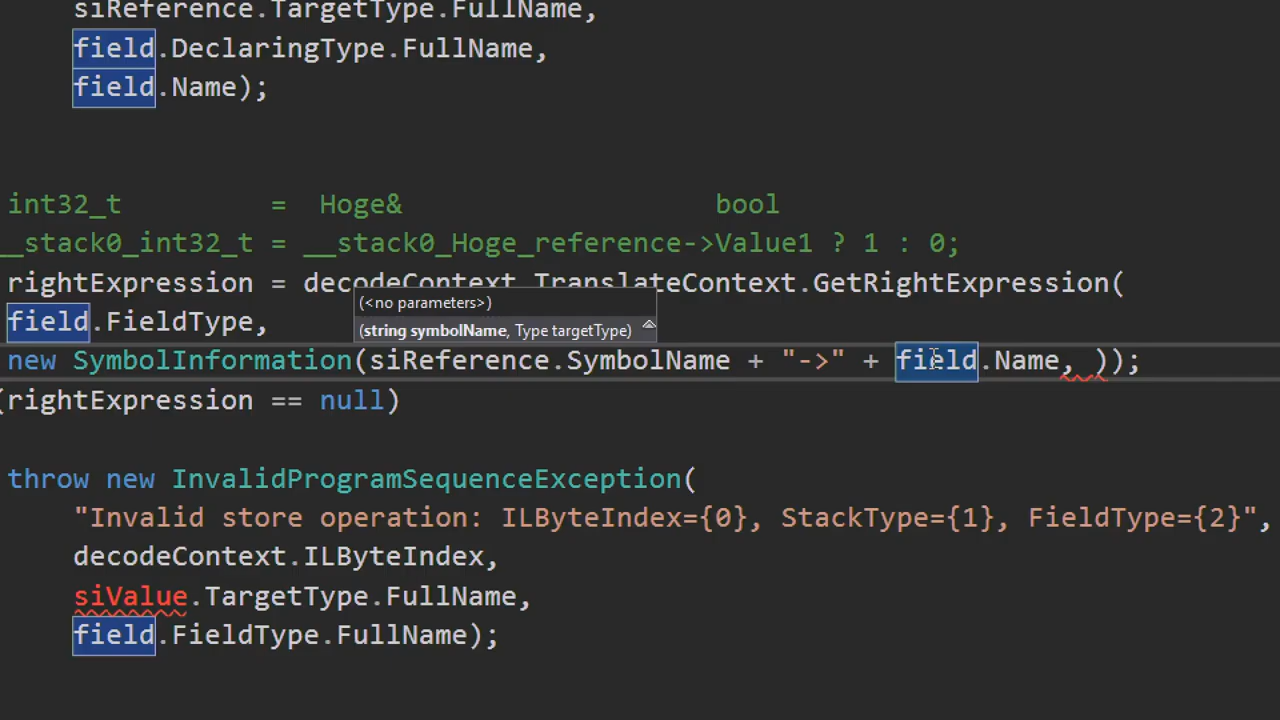 siReference.TargetType.FullName,
field.DeclaringType.FullName,
field.Name);
int32_t = Hoge& bool
__stack0_int32_t = __stack0_Hoge_reference->Value1 ? 1 : 0;
rightExpression = decodeContext.TranslateContext.GetRightExpression(
(<no parameters>)
field.FieldType,
(string symbolName, Type targetType)
new SymbolInformation(siReference.SymbolName + "->" + field.Name, ));
(rightExpression == null)
throw new InvalidProgramSequenceException(
"Invalid store operation: ILByteIndex={0}, StackType={1}, FieldType={2}",
decodeContext.ILByteIndex,
siValue.TargetType.FullName,
field.FieldType.FullName);